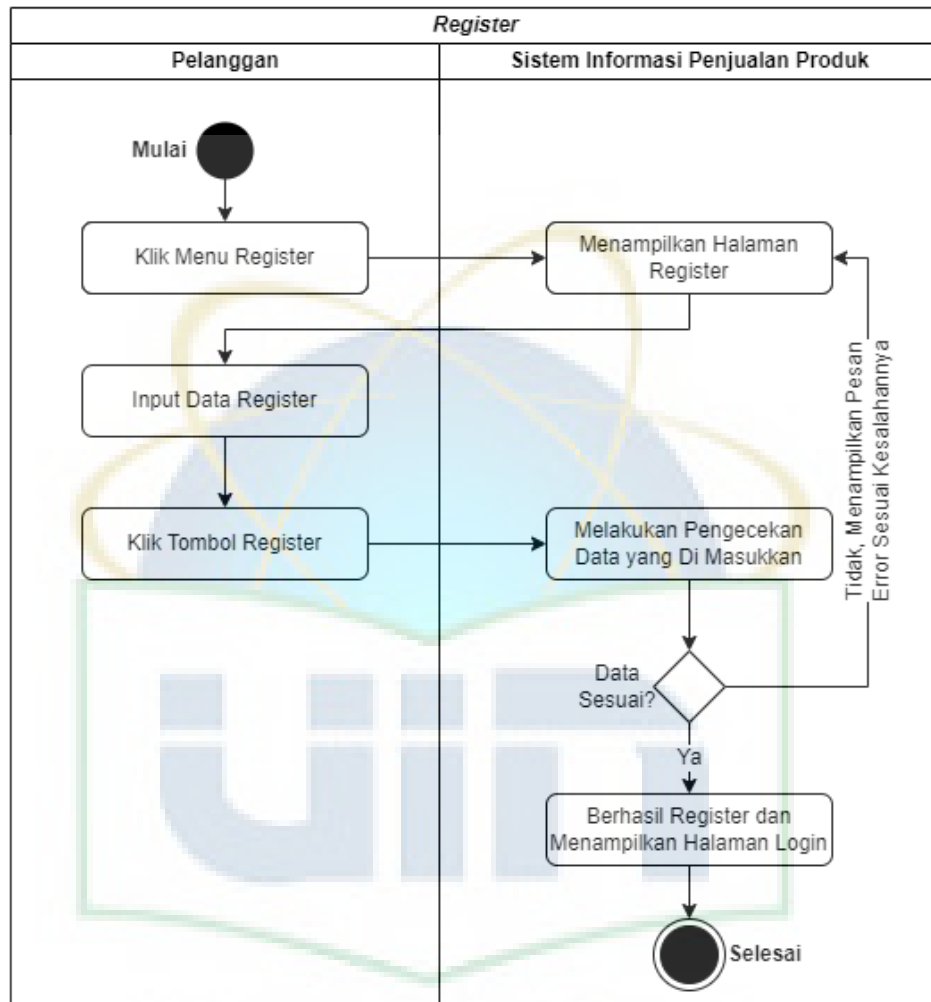 Register
Pelanggan
Sistem Informasi Penjualan Produk
Mulai
Klik Menu Register
Menampilkan Halaman
Register
Input Data Register
Tidak, Menampilkan Pesan
Error Sesuai Kesalahannya
Klik Tombol Register
Melakukan Pengecekan
Data yang Di Masukkan
Data
Sesuai?
Ya
Berhasil Register dan
Menampilkan Halaman Login
Selesai
UIN